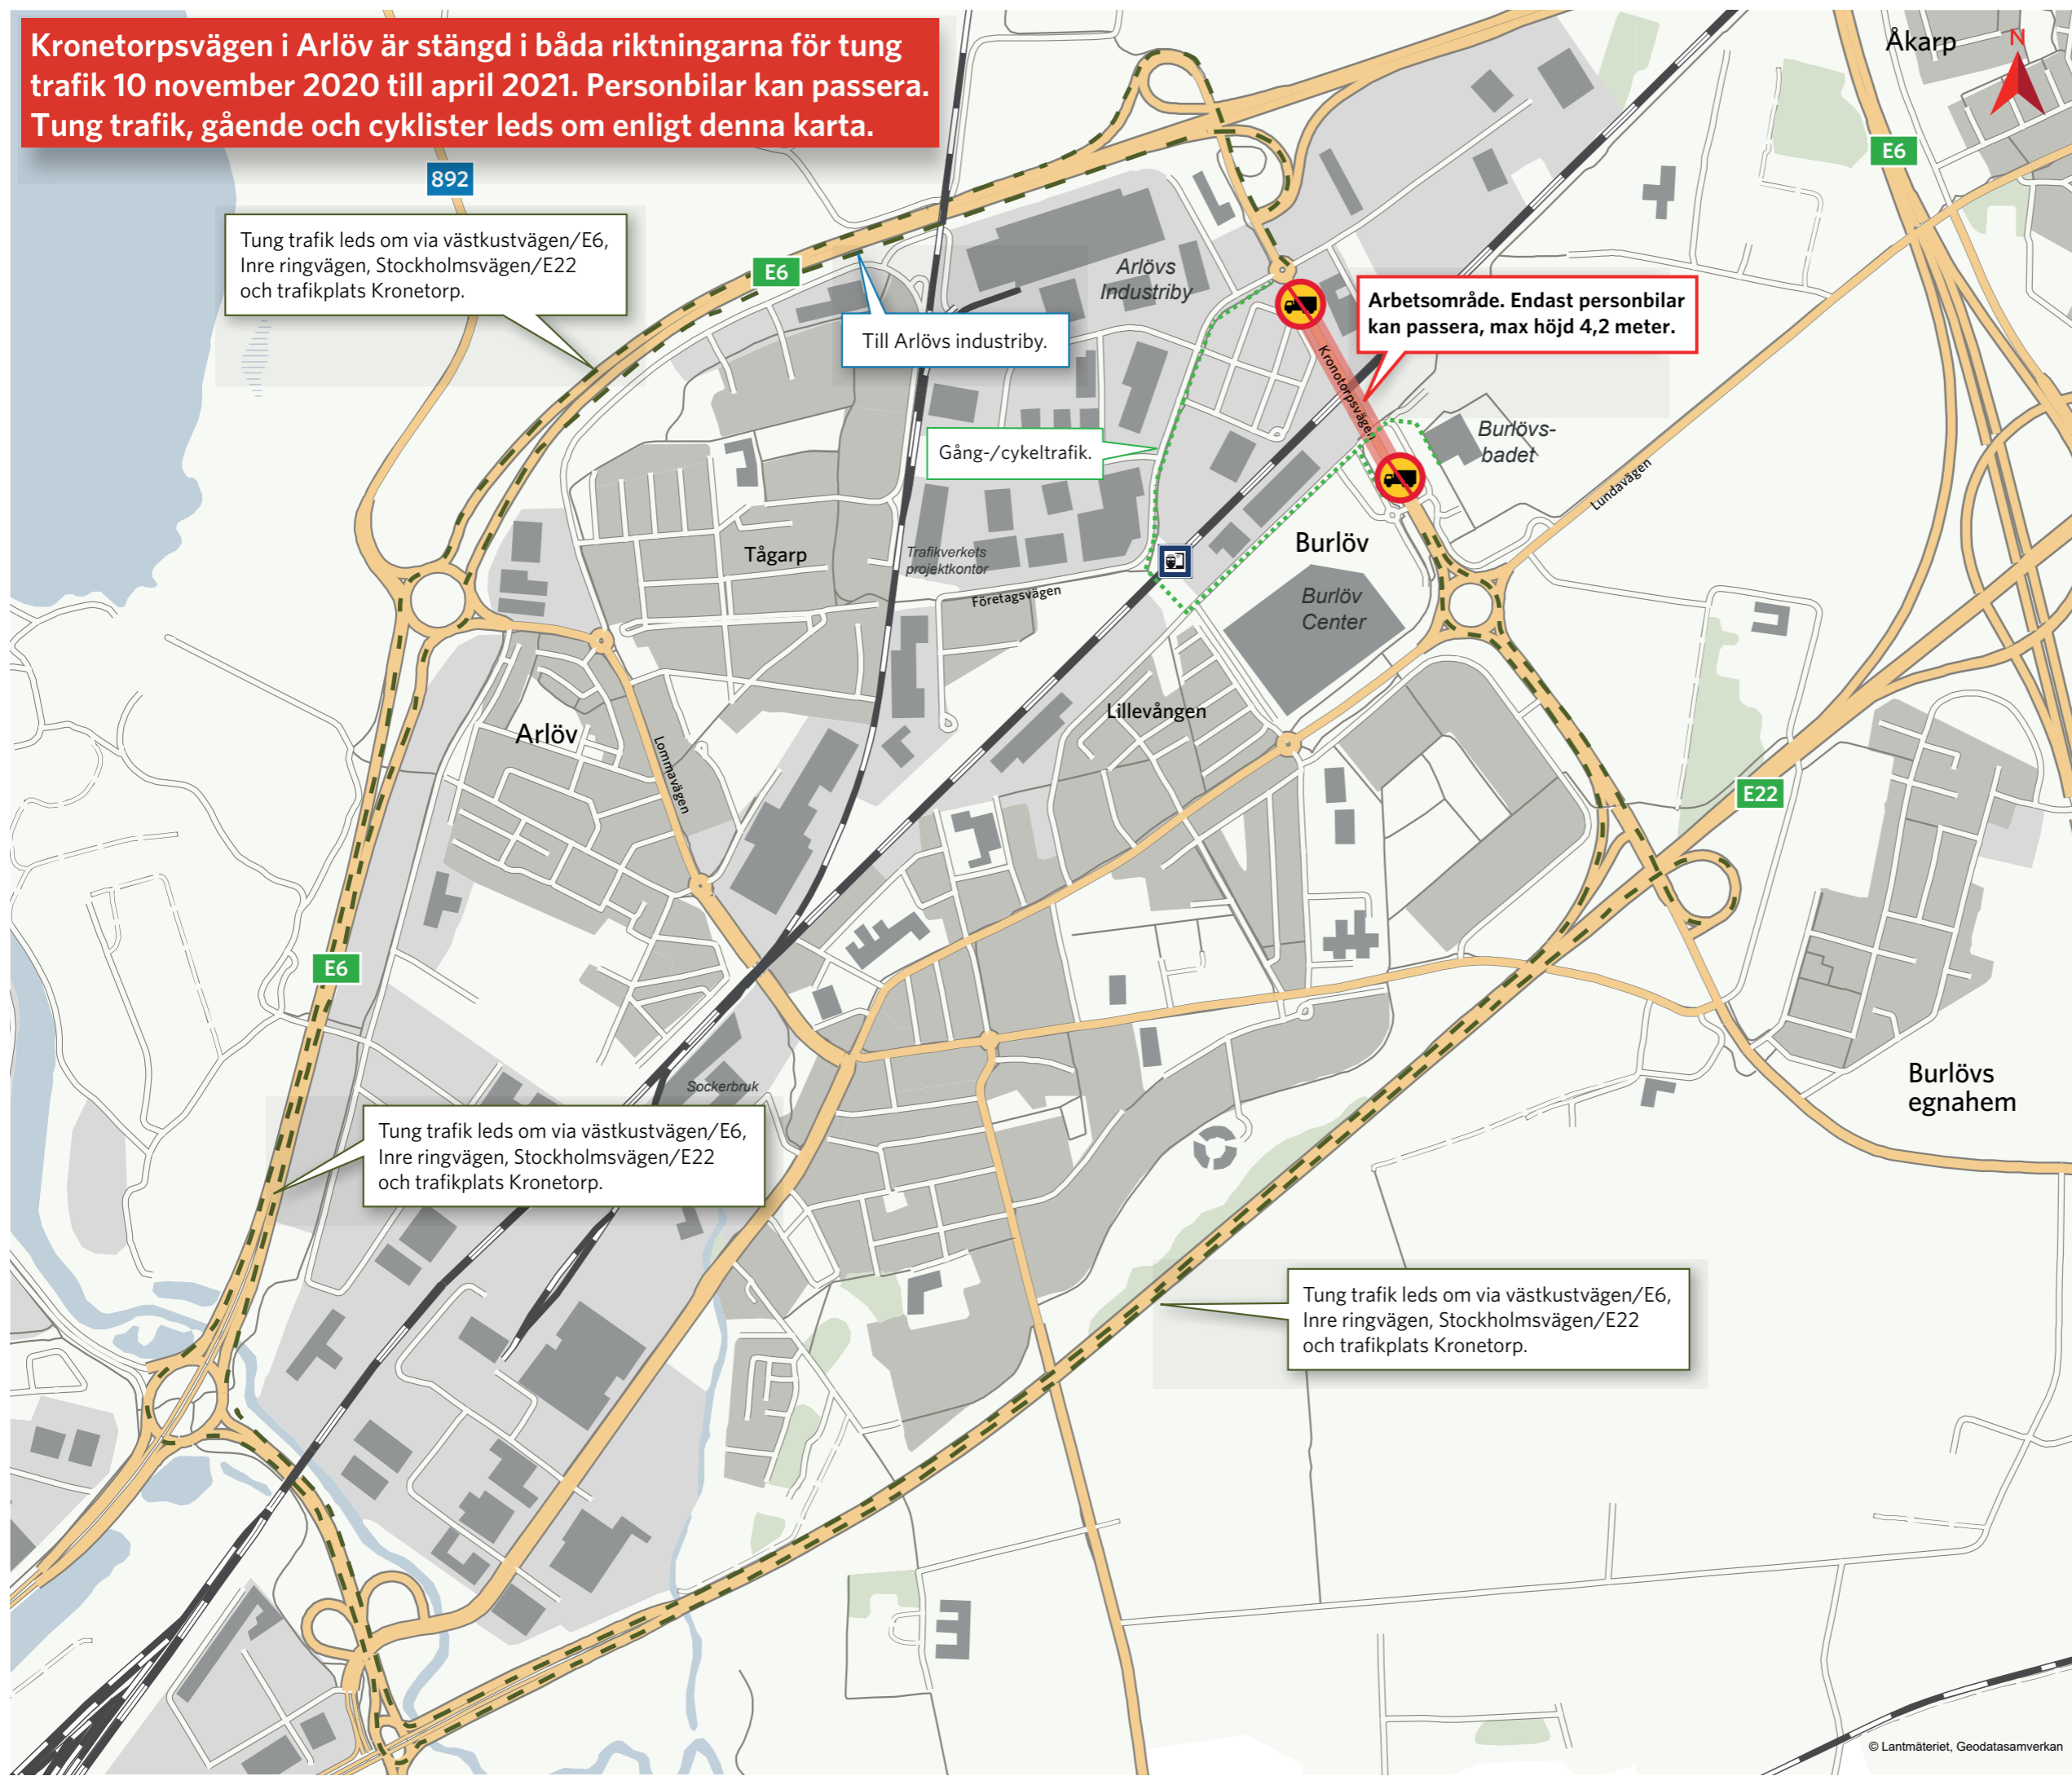 Kronetorpsvägen i Arlöv är stängd i båda riktningarna för tung
trafik 10 november 2020 till april 2021. Personbilar kan passera.
Tung trafik, gående och cyklister leds om enligt denna karta.
Åkarp
N
E6
892
Tung trafik leds om via västkustvägen/E6,
Inre ringvägen, Stockholmsvägen/E22
och trafikplats Kronetorp.
E6
Arlövs
Industriby
Arbetsområde. Endast personbilar
kan passera, max höjd 4,2 meter.
Till Arlövs industriby.
Kronotorpsvägen
Gång-/cykeltrafik.
Burlövs-
badet
Lundavägen
Tågarp
Trafikverkets
projektkontor
Burlöv
Företagsvägen
Burlöv
Center
Arlöv
Lillevången
Lommavägen
E22
E6
Sockerbruk
Burlövs
egnahem
Tung trafik leds om via västkustvägen/E6,
Inre ringvägen, Stockholmsvägen/E22
och trafikplats Kronetorp.
Tung trafik leds om via västkustvägen/E6,
Inre ringvägen, Stockholmsvägen/E22
och trafikplats Kronetorp.
© Lantmäteriet, Geodatasamverkan